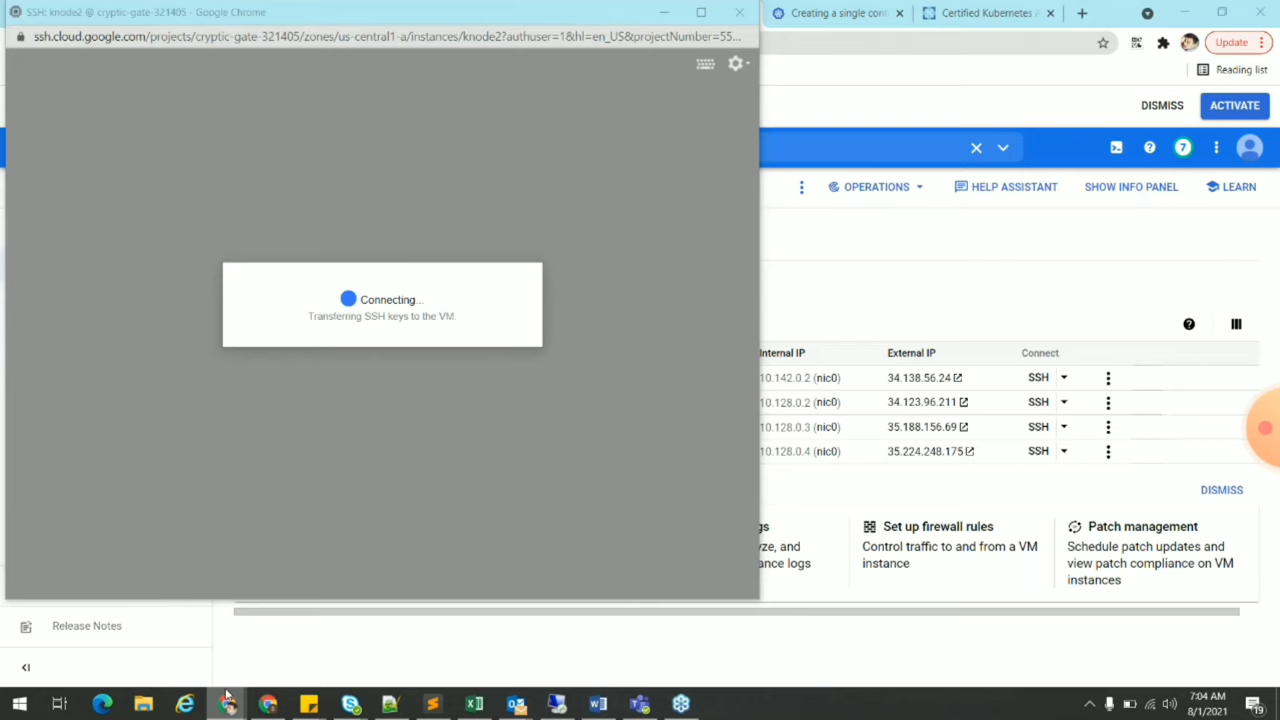 SSH: knode2 @ cryptic-gate-321405 - Google Chrome
Creating a single cont
Certified Kubernetes A
ssh.cloud.google.com/projects/cryptic-gate-321405/zones/us-central1-a/instances/knode2?authuser=1&hl=en_US&projectNumber=55...
Update
Reading list
DISMISS
ACTIVATE
7
OPERATIONS
HELP ASSISTANT
SHOW INFO PANEL
LEARN
Connecting...
Transferring SSH keys to the VM.
Internal IP
External IP
Connect
10.142.0.2 (nic0)
34.138.56.24
SSH
10.128.0.2 (nic0)
34.123.96.211
SSH
10.128.0.3 (nic0)
35.188.156.69
SSH
10.128.0.4 (nic0)
35.224.248.175
SSH
DISMISS
gs
yze, and
ance logs
Set up firewall rules
Control traffic to and from a VM
instance
Patch management
Schedule patch updates and
view patch compliance on VM
instances
Release Notes
7:04 AM
8/1/2021
19